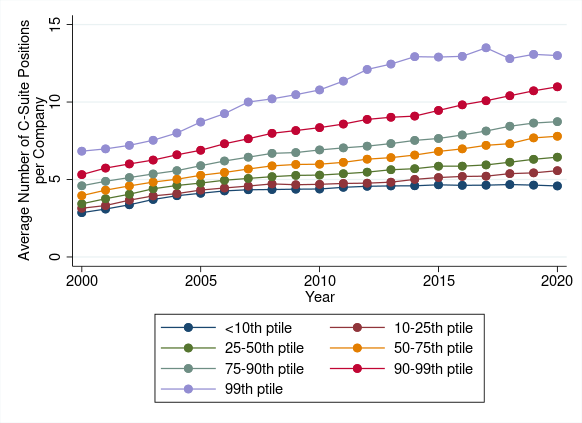 Average Number of C-Suite Positions
per Company
15
10
5
0
2000 2005 2010 2015 2020
Year
<10th ptile 10-25th ptile
25-50th ptile 50-75th ptile
75-90th ptile 90-99th ptile
99th ptile